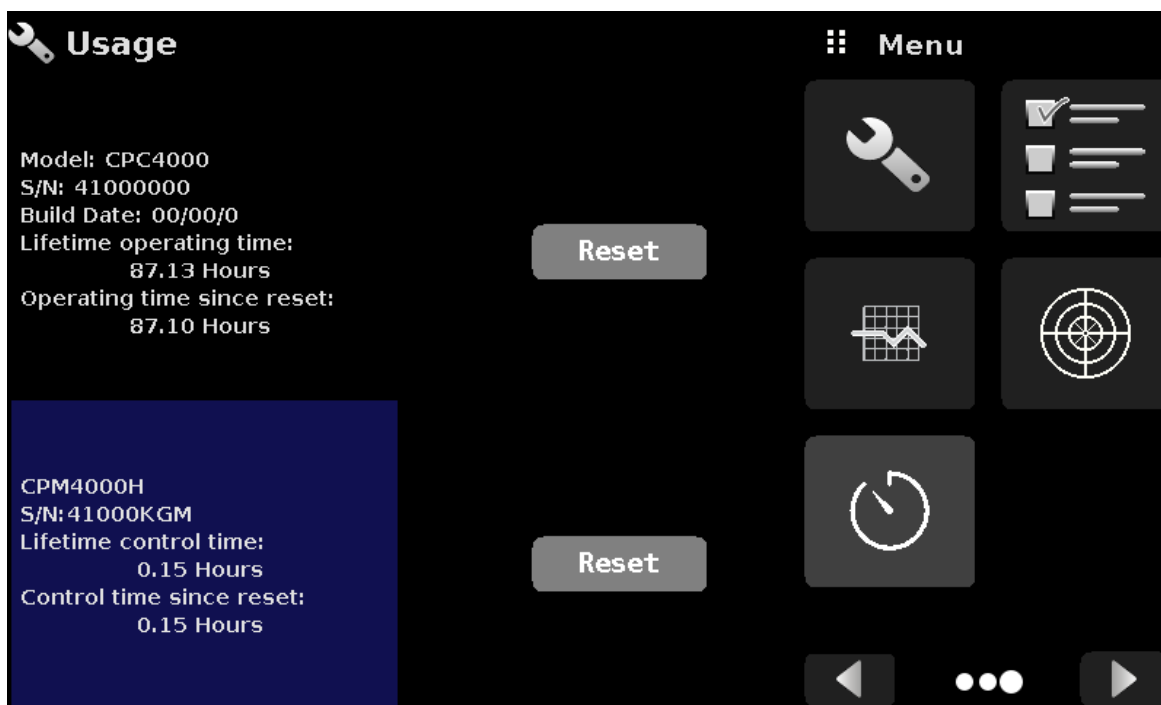 Usage
Model: CPC4000
S/N: 41000000
Build Date: 00/00/0
Lifetime operating time:
87.13 Hours
Operating time since reset:
87.10 Hours
Reset
CPM4000H
S/N:41000KGM
Lifetime control time:
0.15 Hours
Control time since reset:
0.15 Hours
Reset
Menu